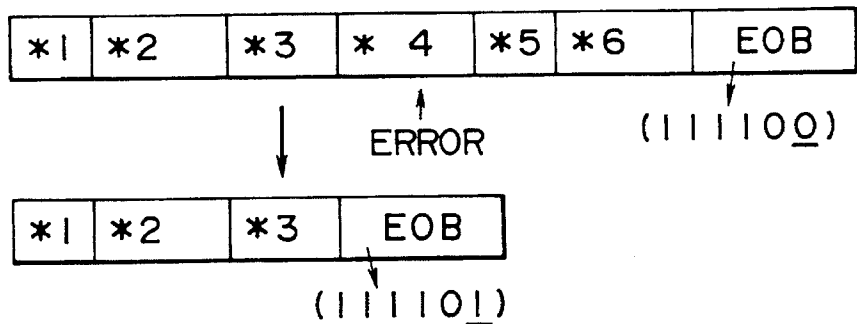 *1 *2 *3 * 4 *5 *6 EOB
ERROR
(111100)
*1 *2 *3 EOB
(111101)